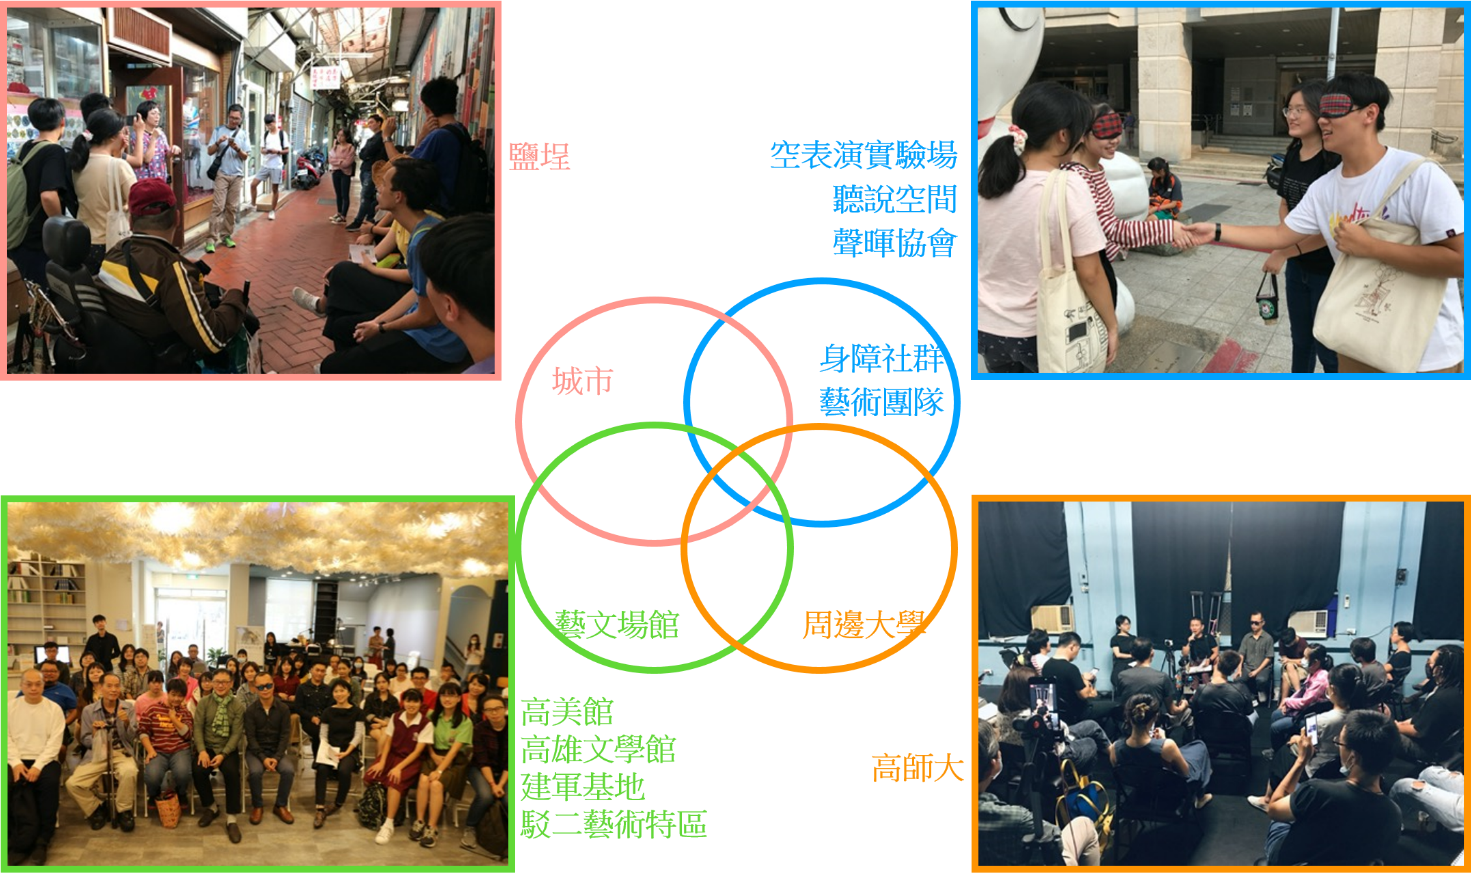 鹽埕
空表演實驗場
聽說空間
聲暉協會
城市
身障社群
藝術團隊
藝文場館
周邊大學
高美館
高雄文學館
建軍基地
駁二藝術特區
高師大